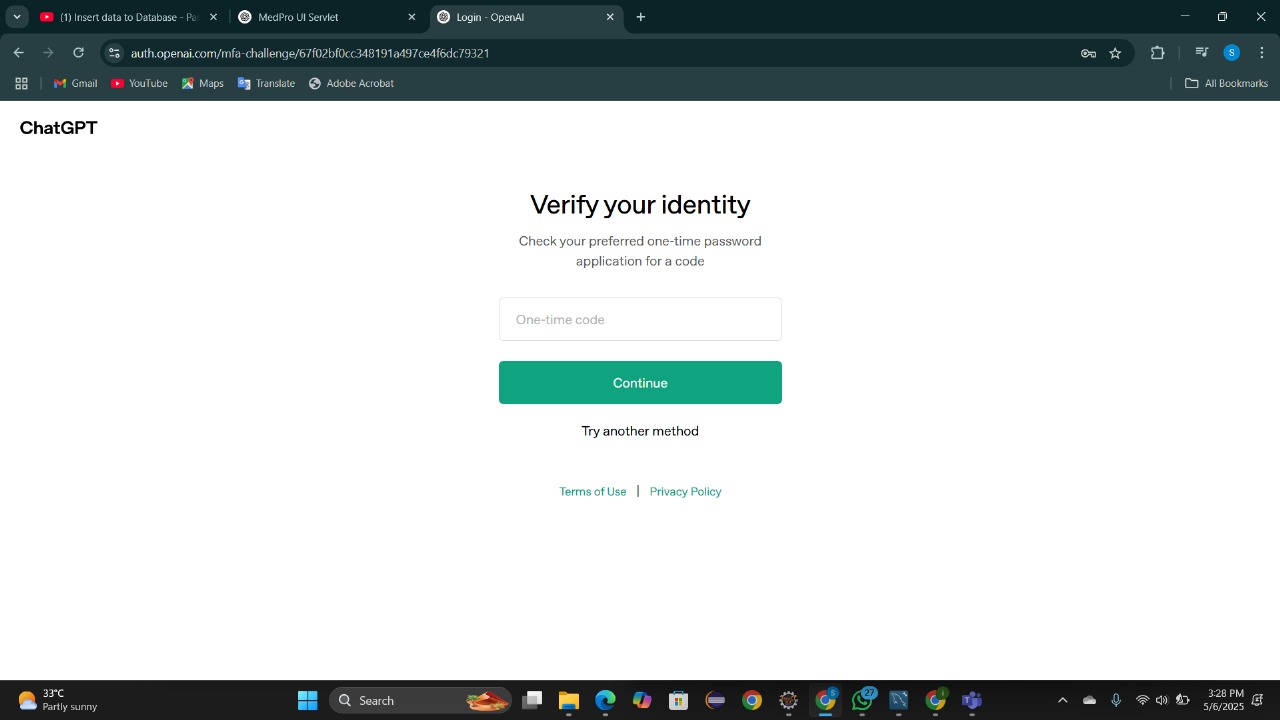 (1) Insert data to Database - Pa
MedPro UI Servlet
Login - OpenAI
auth.openai.com/mfa-challenge/67f02bf0cc348191a497ce4f6dc79321
S
Gmail
YouTube
Maps
Translate
Adobe Acrobat
All Bookmarks
ChatGPT
Verify your identity
Check your preferred one-time password
application for a code
One-time code
Continue
Try another method
Terms of Use | Privacy Policy
33°C
Partly sunny
Search
27
3:28 PM
5/6/2025